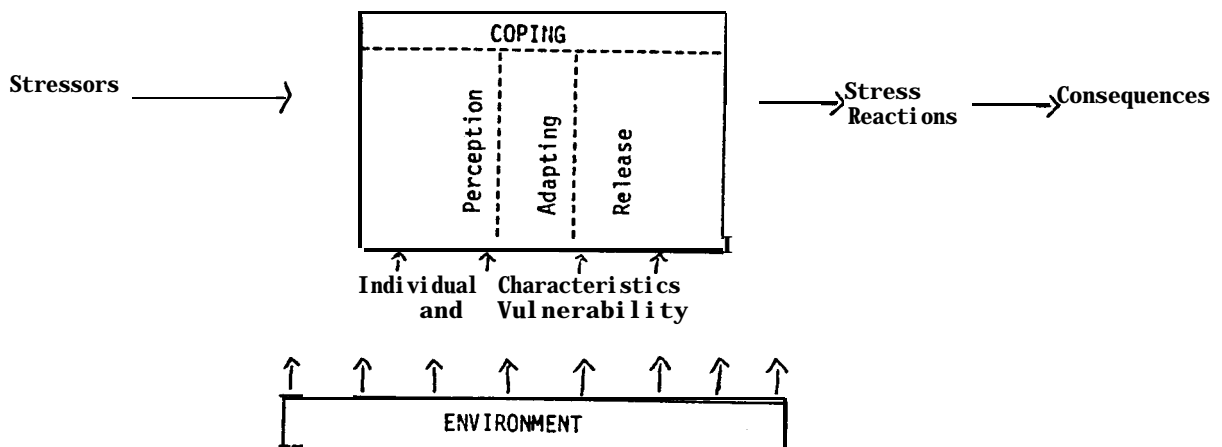 COPING
Stressors
Perception
Adapting
Release
Stress
Reactions
Consequences
Individual Characteristics
and Vulnerability
ENVIRONMENT